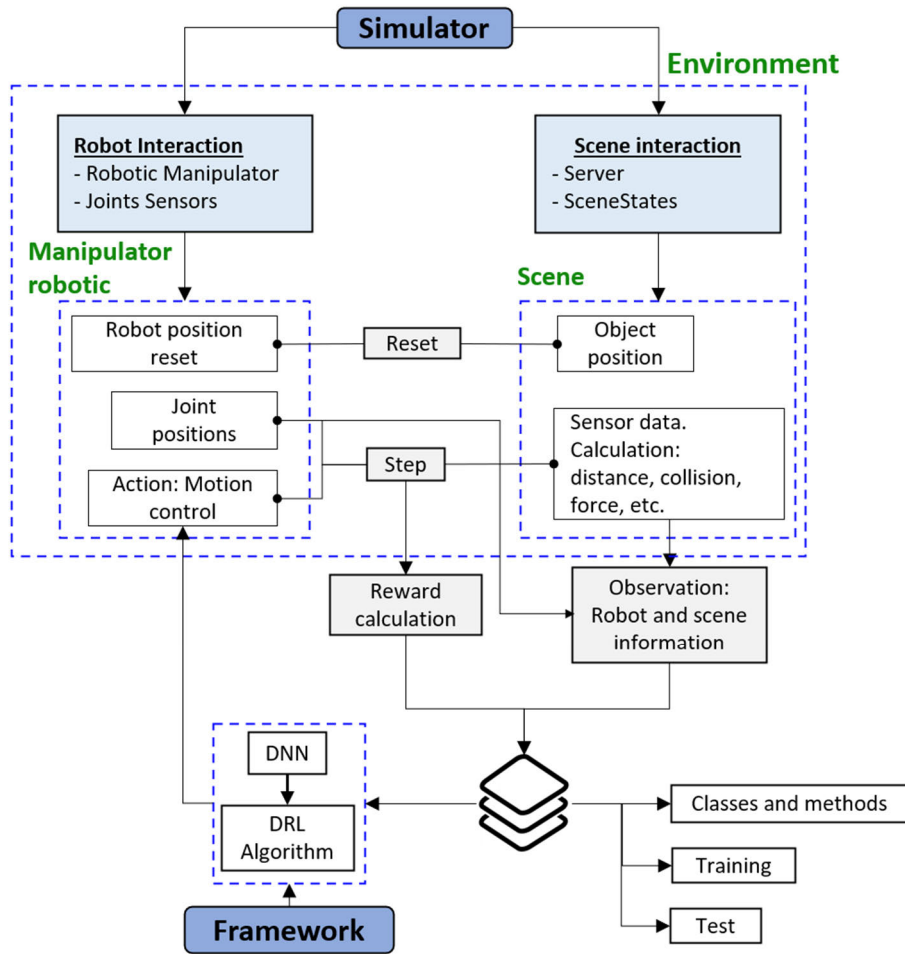 Simulator
Environment
Robot Interaction
- Robotic Manipulator
- Joints Sensors
Scene interaction
- Server
- SceneStates
Manipulator
robotic
Scene
Robot position
reset
Reset
Object
position
Joint
positions
Step
Sensor data.
Calculation:
distance, collision,
force, etc.
Action: Motion
control
Reward
calculation
Observation:
Robot and scene
information
DNN
DRL
Algorithm
Classes and methods
Training
Test
Framework